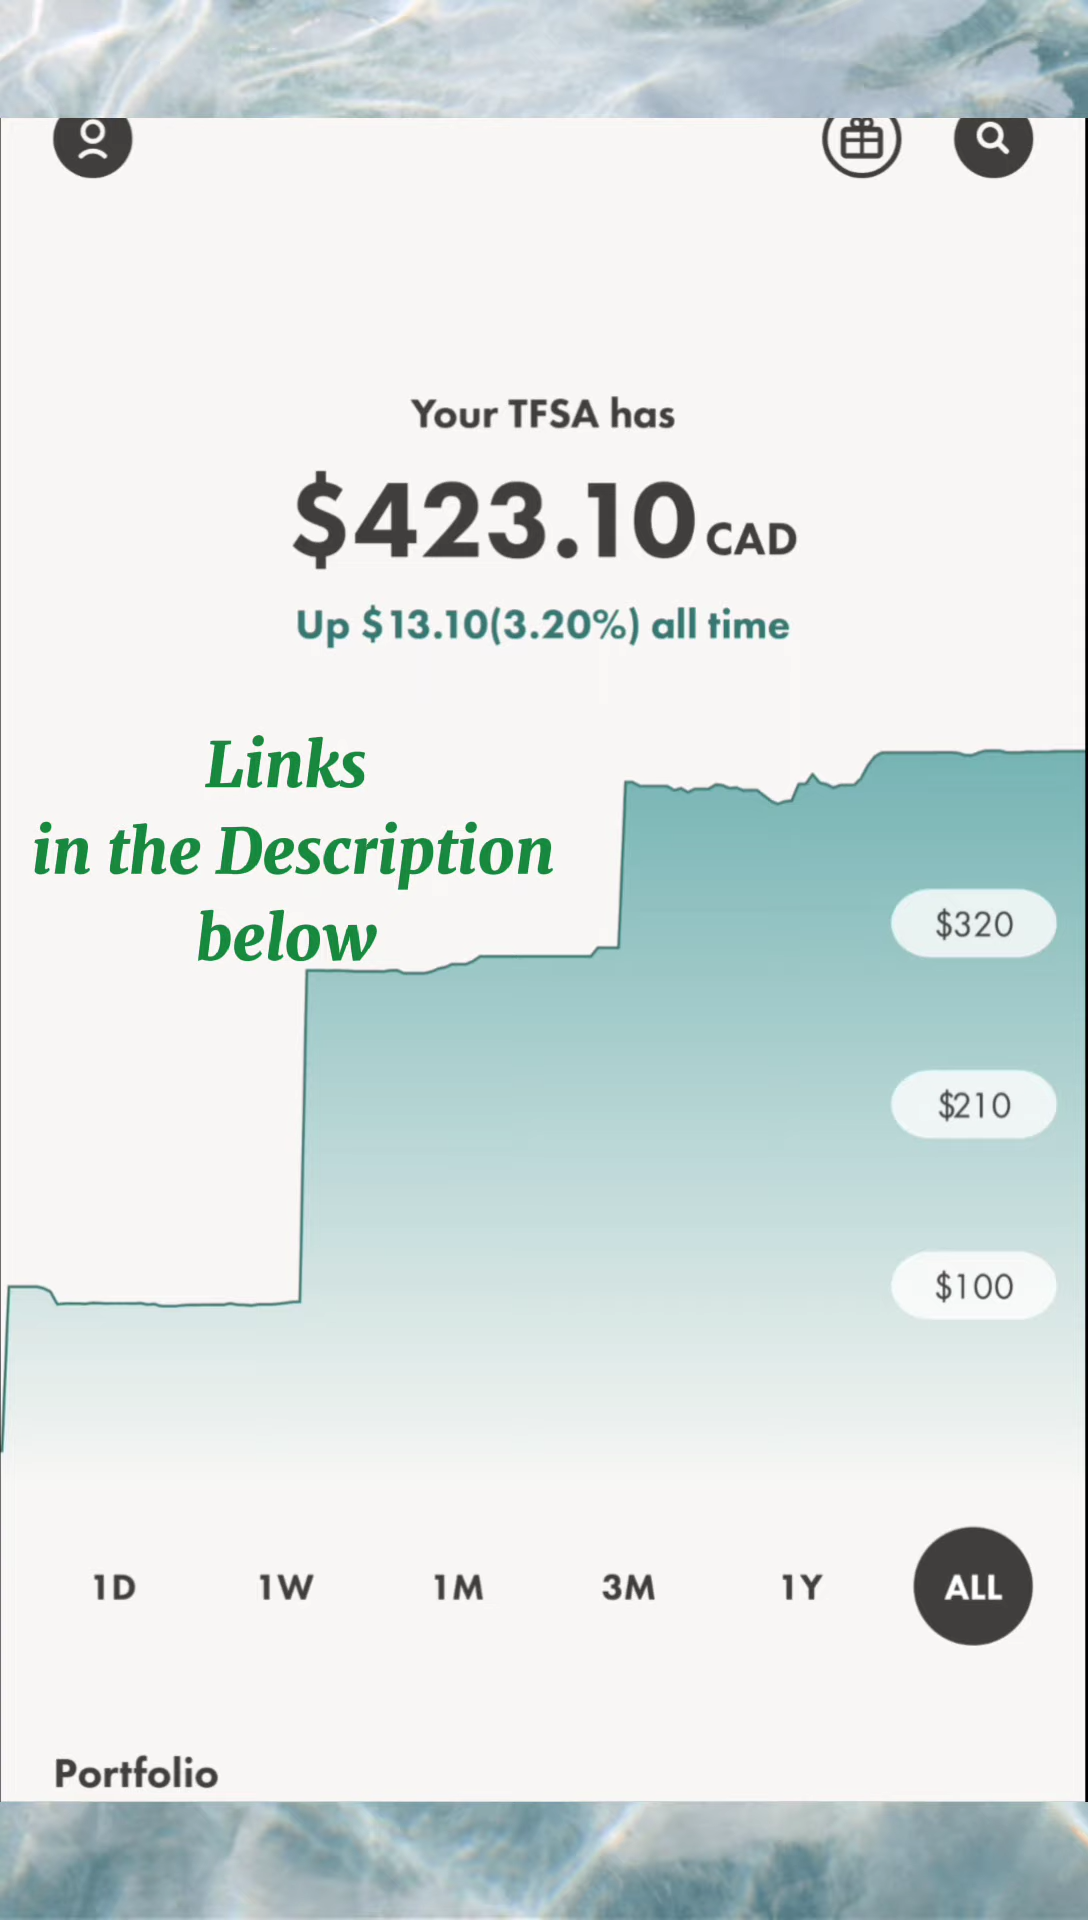 Your TFSA has
$423.10 CAD
Up $13.10(3.20%) all time
Links
in the Description
below
$320
$210
$100
1D 1W 1M 3M 1Y ALL
Portfolio